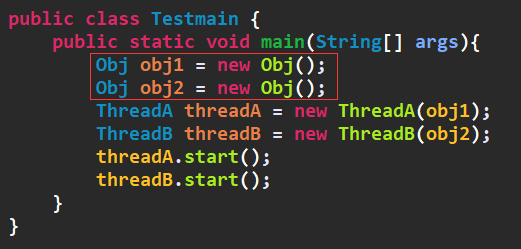 public class Testmain {
    public static void main(String[] args){
        Obj obj1 = new Obj();
        Obj obj2 = new Obj();
        ThreadA threadA = new ThreadA(obj1);
        ThreadB threadB = new ThreadB(obj2);
        threadA.start();
        threadB.start();
    }
}